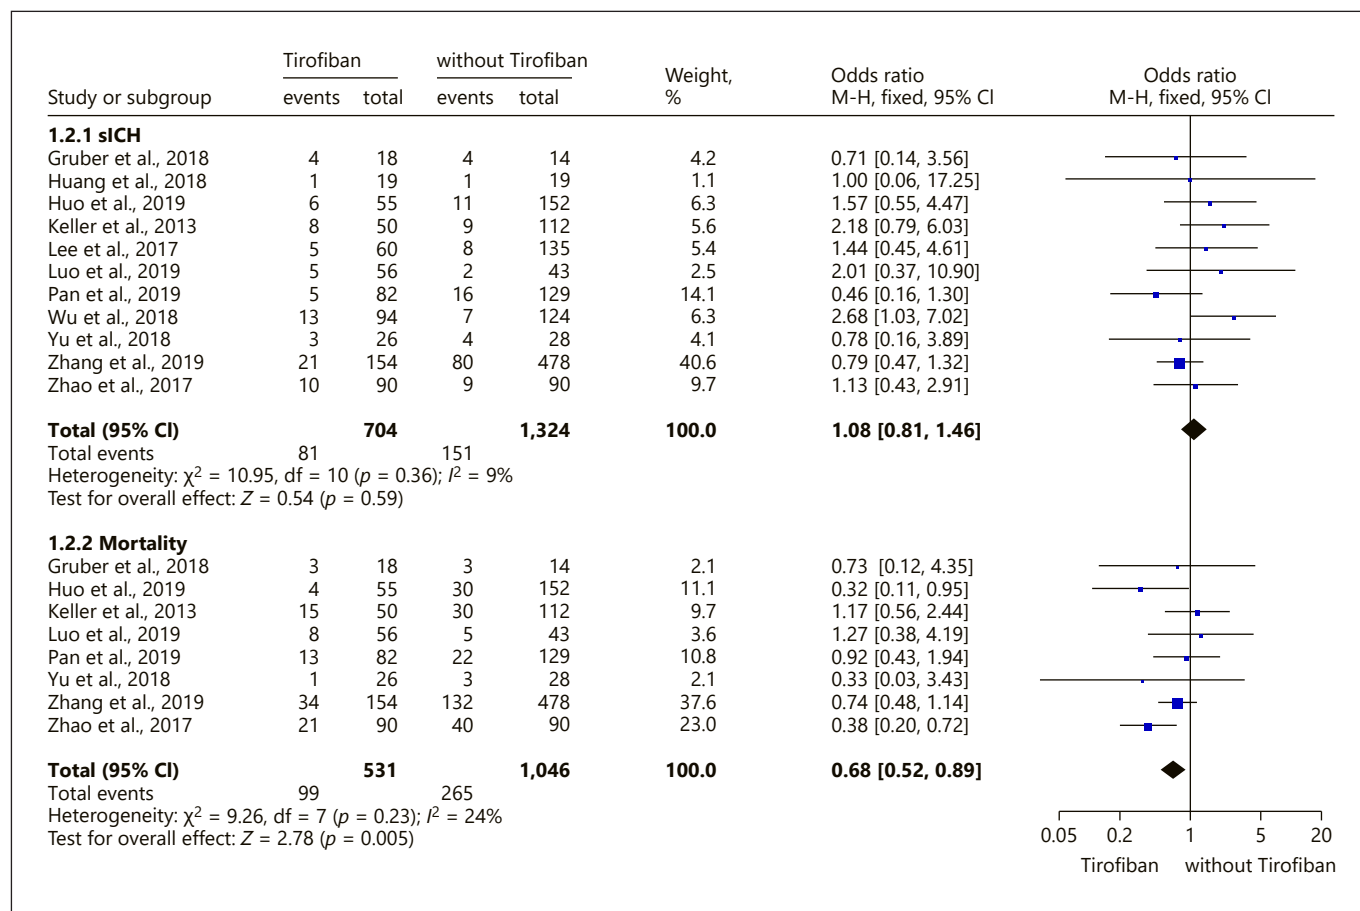 Tirofiban without Tirofiban Weight, % Odds ratio M-H, fixed, 95% CI Odds ratio M-H, fixed, 95% CI
Study or subgroup events total events total
1.2.1 sICH
Gruber et al., 2018 4 18 4 14 4.2 0.71 [0.14, 3.56]
Huang et al., 2018 1 19 1 19 1.1 1.00 [0.06, 17.25]
Huo et al., 2019 6 55 11 152 6.3 1.57 [0.55, 4.47]
Keller et al., 2013 8 50 9 112 5.6 2.18 [0.79, 6.03]
Lee et al., 2017 5 60 8 135 5.4 1.44 [0.45, 4.61]
Luo et al., 2019 5 56 2 43 2.5 2.01 [0.37, 10.90]
Pan et al., 2019 5 82 16 129 14.1 0.46 [0.16, 1.30]
Wu et al., 2018 13 94 7 124 6.3 2.68 [1.03, 7.02]
Yu et al., 2018 3 26 4 28 4.1 0.78 [0.16, 3.89]
Zhang et al., 2019 21 154 80 478 40.6 0.79 [0.47, 1.32]
Zhao et al., 2017 10 90 9 90 9.7 1.13 [0.43, 2.91]
Total (95% CI) 704 1,324 100.0 1.08 [0.81, 1.46]
Total events 81 151
Heterogeneity: χ² = 10.95, df = 10 (p = 0.36); I² = 9%
Test for overall effect: Z = 0.54 (p = 0.59)
1.2.2 Mortality
Gruber et al., 2018 3 18 3 14 2.1 0.73 [0.12, 4.35]
Huo et al., 2019 4 55 30 152 11.1 0.32 [0.11, 0.95]
Keller et al., 2013 15 50 30 112 9.7 1.17 [0.56, 2.44]
Luo et al., 2019 8 56 5 43 3.6 1.27 [0.38, 4.19]
Pan et al., 2019 13 82 22 129 10.8 0.92 [0.43, 1.94]
Yu et al., 2018 1 26 3 28 2.1 0.33 [0.03, 3.43]
Zhang et al., 2019 34 154 132 478 37.6 0.74 [0.48, 1.14]
Zhao et al., 2017 21 90 40 90 23.0 0.38 [0.20, 0.72]
Total (95% CI) 531 1,046 100.0 0.68 [0.52, 0.89]
Total events 99 265
Heterogeneity: χ² = 9.26, df = 7 (p = 0.23); I² = 24%
Test for overall effect: Z = 2.78 (p = 0.005)
0.05 0.2 1 5 20
Tirofiban without Tirofiban